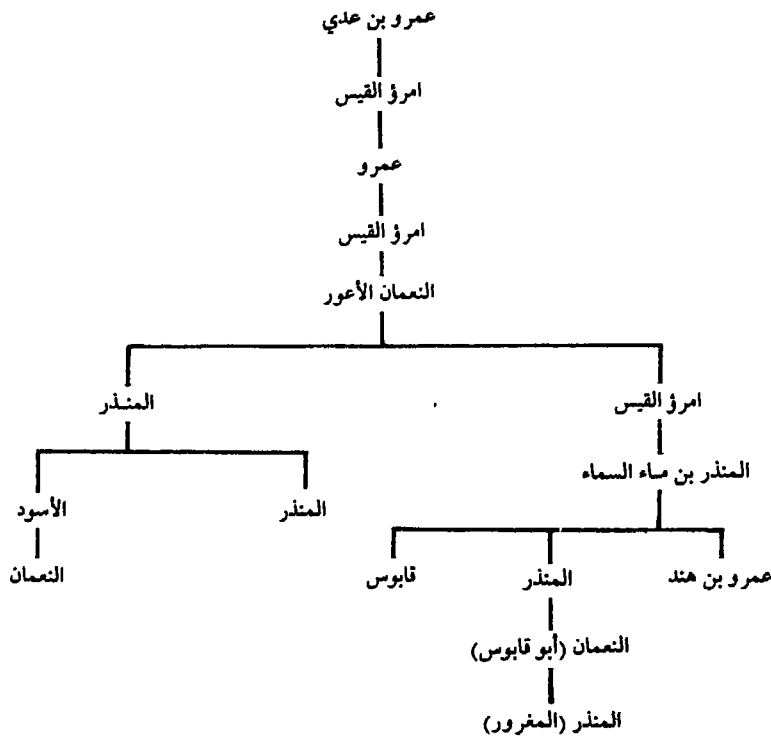 عمرو بن عدي
امرؤ القيس
عمرو
امرؤ القيس
النعمان الأعور
امرؤ القيس
المنذر
المنذر بن ماء السماء
المنذر
الأسود
عمرو بن هند
المنذر
قابوس
النعمان
النعمان (أبو قابوس)
المنذر (المغرور)